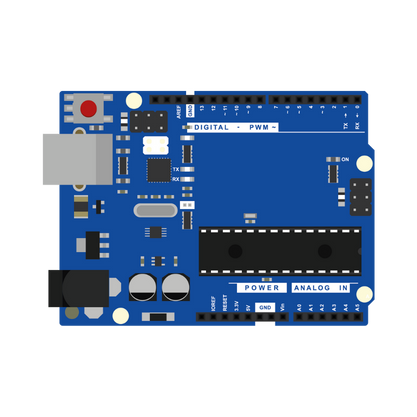 AREF
GND
13
12
~11
~10
~9
8
7
~6
~5
4
~3
2
TX → 1
RX ← 0
DIGITAL - PWM ~
TX
RX
ON
POWER ANALOG IN
IOREF
RESET
3.3V
5V
GND
Vin
A0
A1
A2
A3
A4
A5